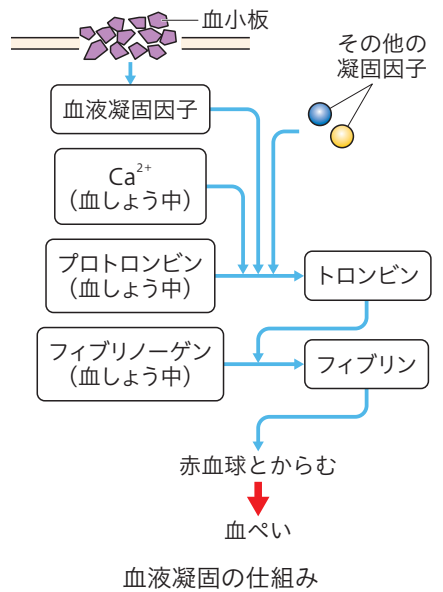 血小板
その他の
凝固因子
血液凝固因子
Ca²⁺
（血しょう中）
プロトロンビン
（血しょう中）
トロンビン
フィブリノーゲン
（血しょう中）
フィブリン
赤血球とからむ
血ぺい
血液凝固の仕組み